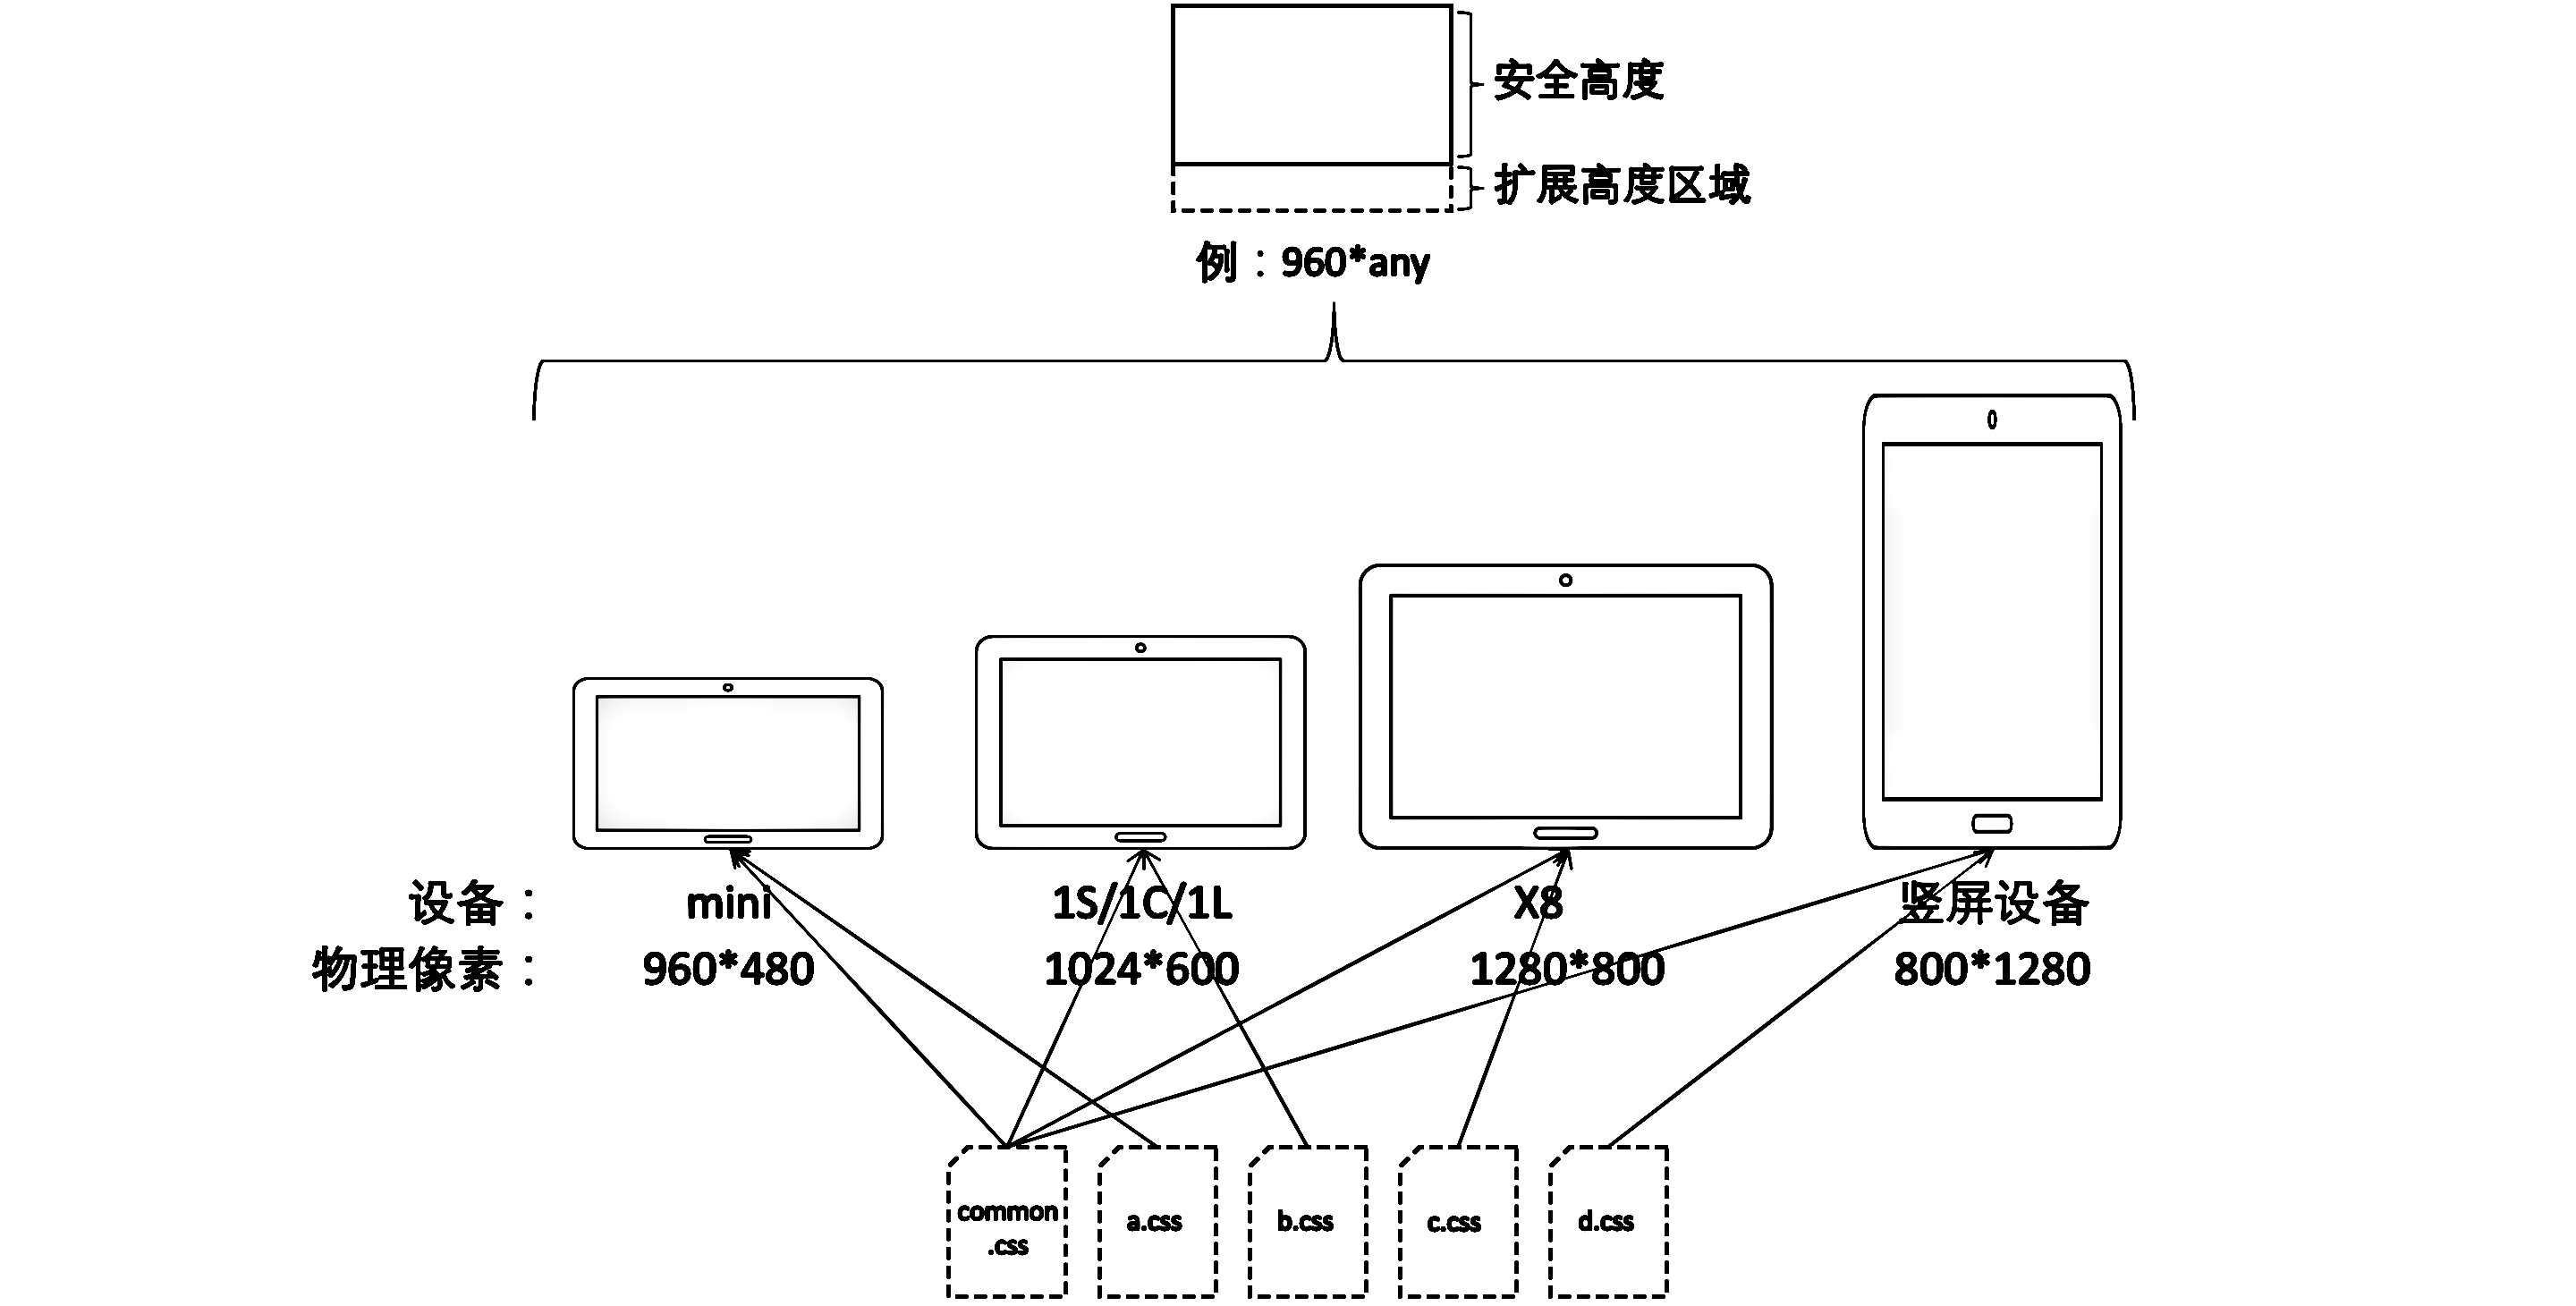 安全高度
扩展高度区域
例：960*any
设备： mini 1S/1C/1L X8 竖屏设备
物理像素： 960*480 1024*600 1280*800 800*1280
common
.css
a.css
b.css
c.css
d.css